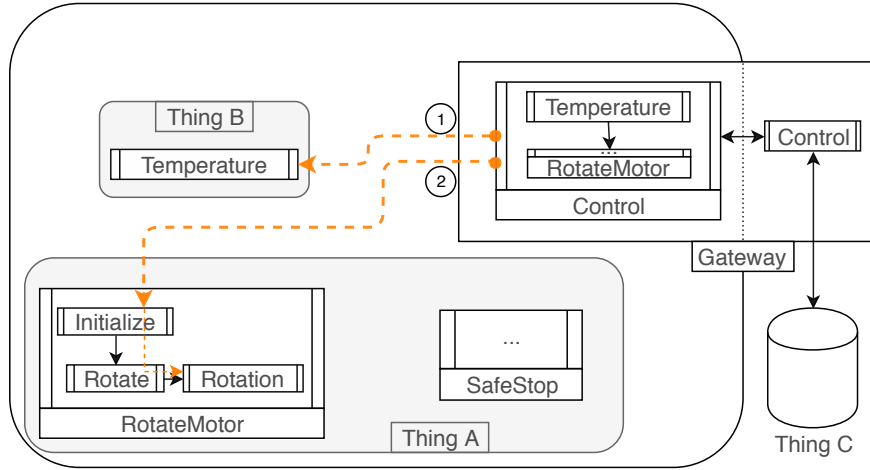 Thing B
Temperature
1
2
Temperature
...
RotateMotor
Control
Control
Gateway
Initialize
Rotate
Rotation
RotateMotor
...
SafeStop
Thing A
Thing C